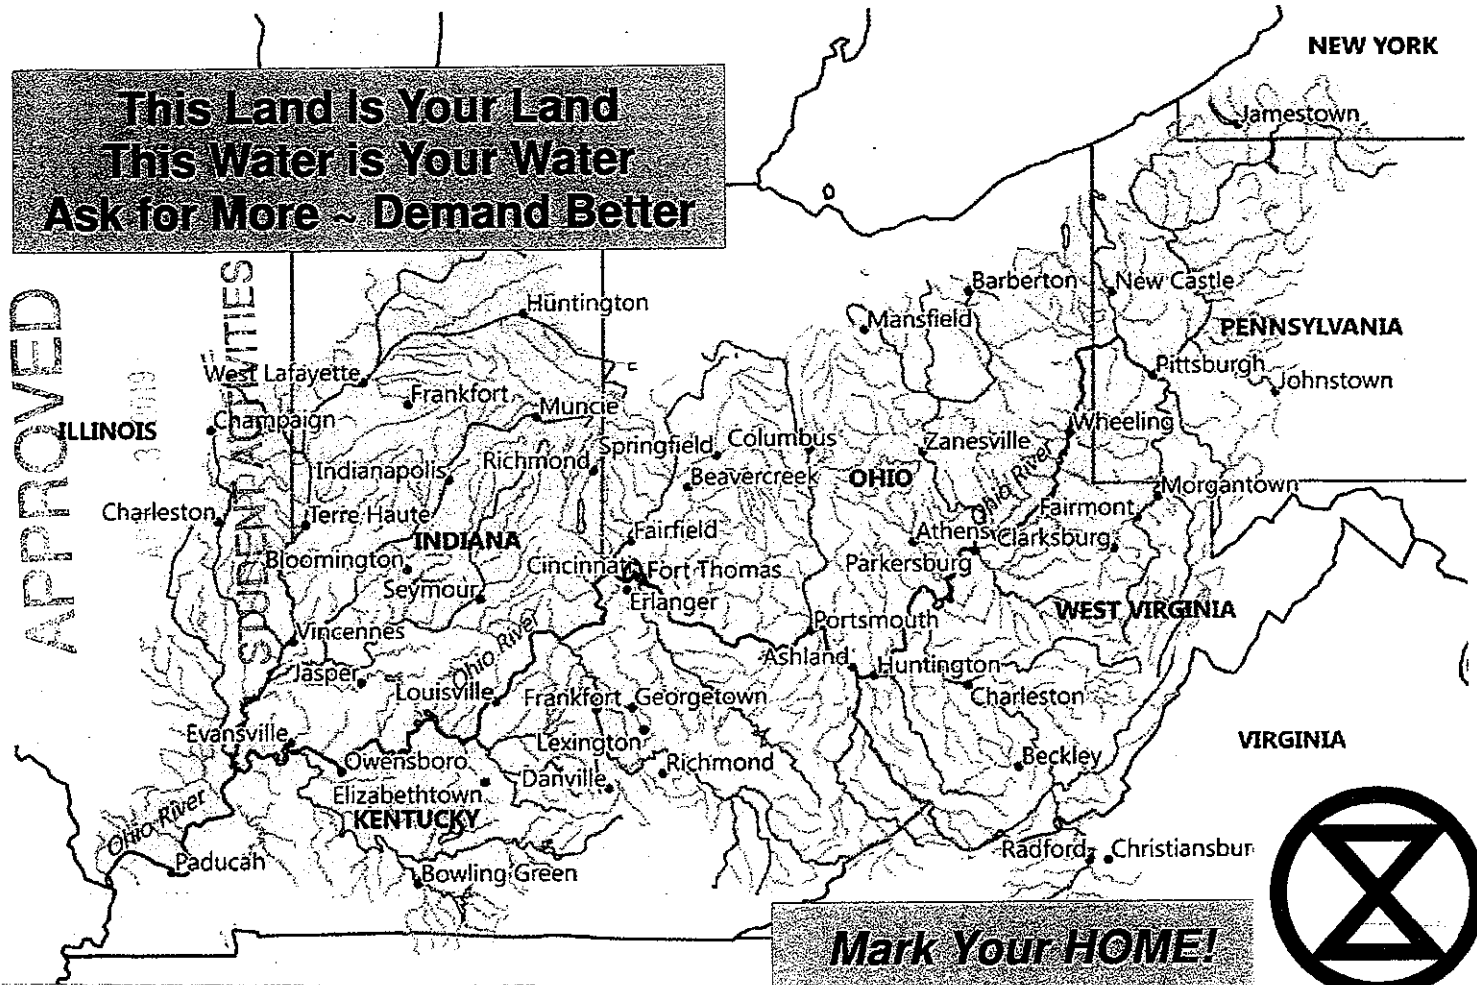 NEW YORK
This Land Is Your Land
This Water is Your Water
Ask for More ~ Demand Better
Jamestown
Barberton
New Castle
Huntington
Mansfield
PENNSYLVANIA
West Lafayette
Pittsburgh
Johnstown
Frankfort
Muncie
Champaign
ILLINOIS
Wheeling
Springfield
Columbus
Zanesville
Indianapolis
Richmond
Beavercreek
OHIO
Ohio River
Morgantown
Charleston
Terre Haute
Fairmont
INDIANA
Fairfield
Athens
Clarksburg
Bloomington
Cincinnati
Fort Thomas
Parkersburg
Seymour
Erlanger
WEST VIRGINIA
Vincennes
Ohio River
Portsmouth
Jasper
Ashland
Huntington
Louisville
Frankfort
Georgetown
Charleston
Evansville
Lexington
VIRGINIA
Owensboro
Danville
Richmond
Beckley
Elizabethtown
KENTUCKY
Ohio River
Paducah
Radford
Christiansbur
Bowling Green
Mark Your HOME!
APPROVED
STUDENT ACTIVITIES